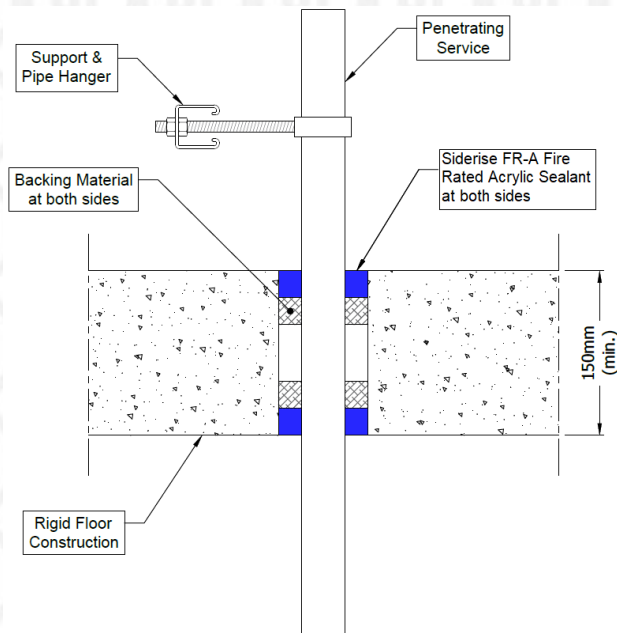 Penetrating
Service
Support &
Pipe Hanger
Siderise FR-A Fire
Rated Acrylic Sealant
at both sides
Backing Material
at both sides
150mm
(min.)
Rigid Floor
Construction